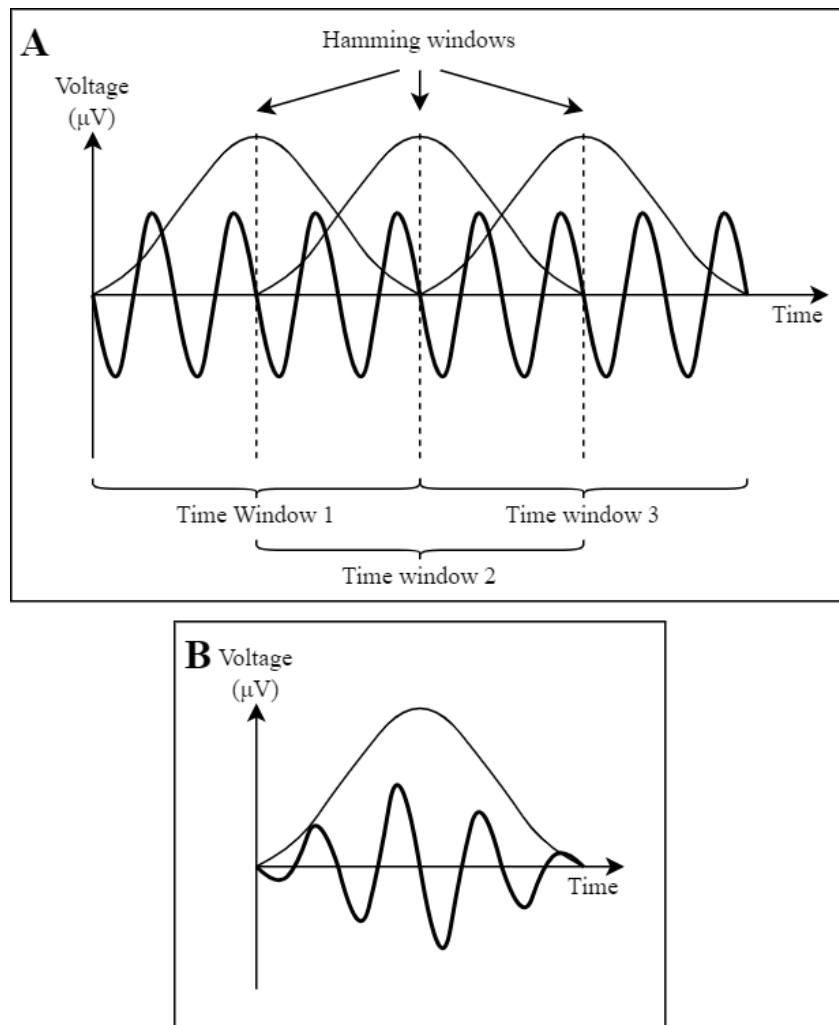 A
Hamming windows
Voltage
(μV)
Time
Time Window 1
Time window 3
Time window 2
B
Voltage
(μV)
Time